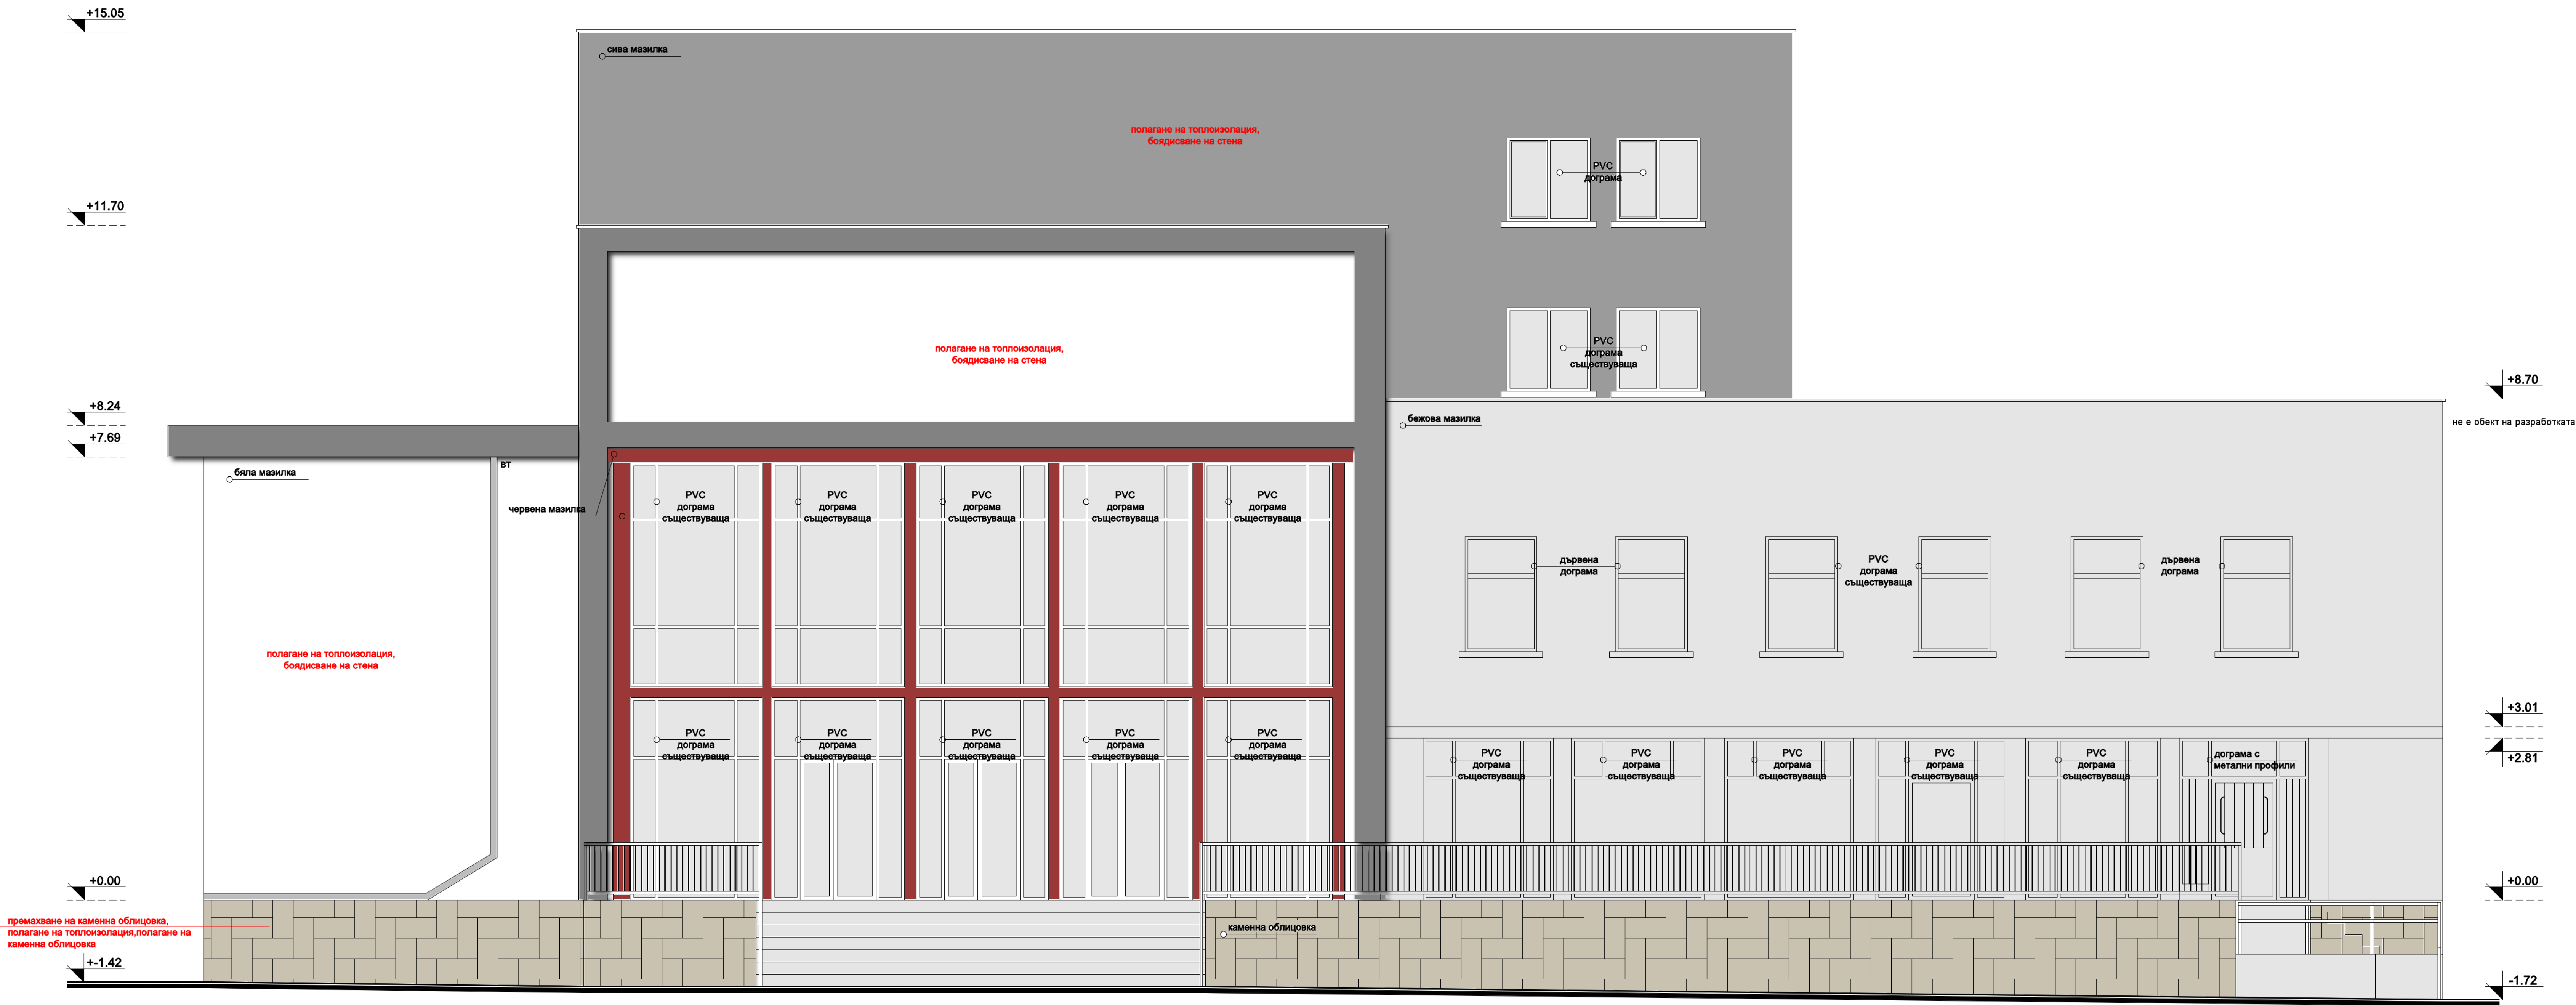 +15.05
сива мазилка
полагане на топлоизолация,
боядисване на стена
PVC
дограма
+11.70
PVC
дограма
съществуваща
полагане на топлоизолация,
боядисване на стена
+8.70
+8.24
не е обект на разработката
бежова мазилка
+7.69
вт
бяла мазилка
червена мазилка
PVC
дограма
съществуваща
PVC
дограма
съществуваща
PVC
дограма
съществуваща
PVC
дограма
съществуваща
PVC
дограма
съществуваща
дървена
дограма
PVC
дограма
съществуваща
дървена
дограма
полагане на топлоизолация,
боядисване на стена
+3.01
PVC
дограма
съществуваща
PVC
дограма
съществуваща
PVC
дограма
съществуваща
PVC
дограма
съществуваща
PVC
дограма
съществуваща
PVC
дограма
съществуваща
PVC
дограма
съществуваща
PVC
дограма
съществуваща
PVC
дограма
съществуваща
PVC
дограма
съществуваща
дограма с
метални профили
+2.81
+0.00
+0.00
премахване на каменна облицовка,
полагане на топлоизолация,полагане на
каменна облицовка
каменна облицовка
+-1.42
-1.72